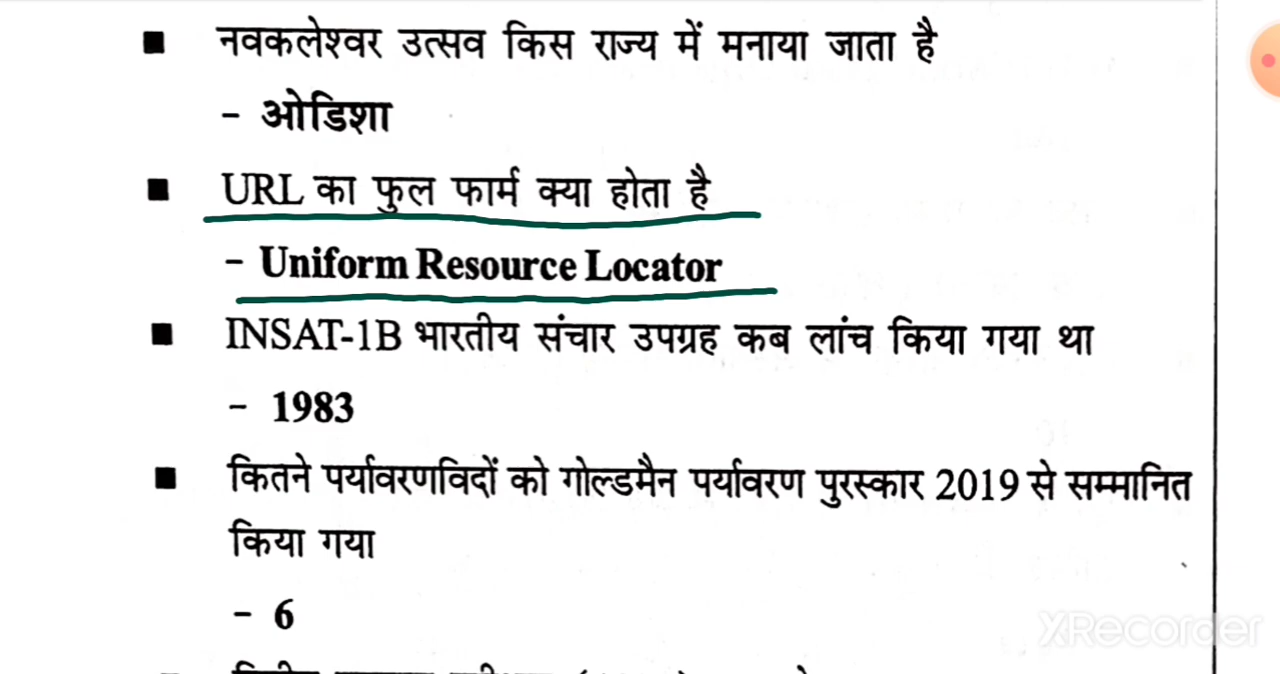 ■ नवकलेश्वर उत्सव किस राज्य में मनाया जाता है
– ओडिशा
■ URL का फुल फार्म क्या होता है
– Uniform Resource Locator
■ INSAT-1B भारतीय संचार उपग्रह कब लांच किया गया था
– 1983
■ कितने पर्यावरणविदों को गोल्डमैन पर्यावरण पुरस्कार 2019 से सम्मानित
किया गया
– 6
XRecorder